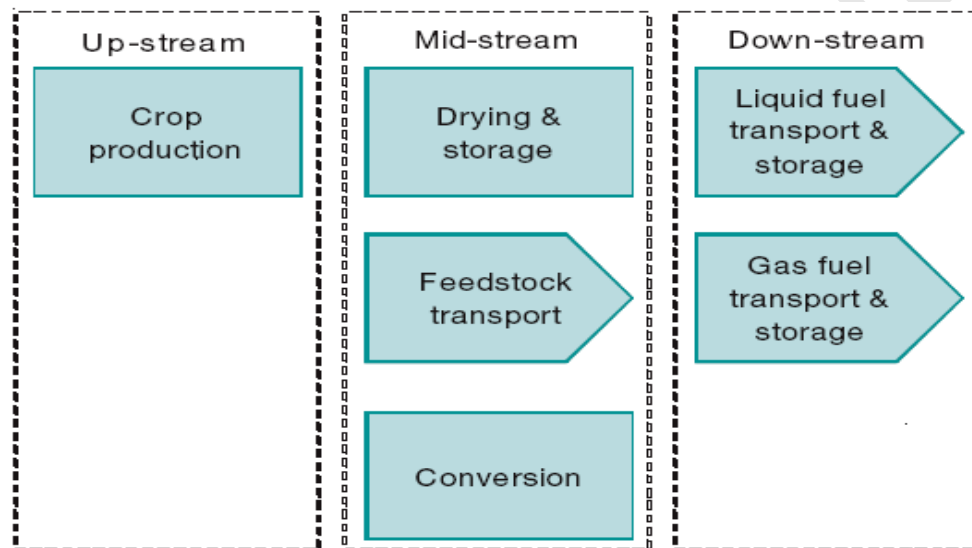 Up-stream
Crop
production
Mid-stream
Drying &
storage
Feedstock
transport
Conversion
Down-stream
Liquid fuel
transport &
storage
Gas fuel
transport &
storage